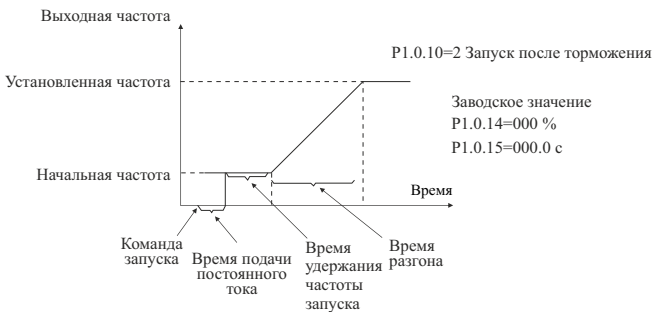 Выходная частота
P1.0.10=2 Запуск после торможения
Установленная частота
Заводское значение
P1.0.14=000 %
P1.0.15=000.0 с
Начальная частота
Время
Команда
запуска
Время подачи
постоянного
тока
Время
удержания
частоты
запуска
Время
разгона